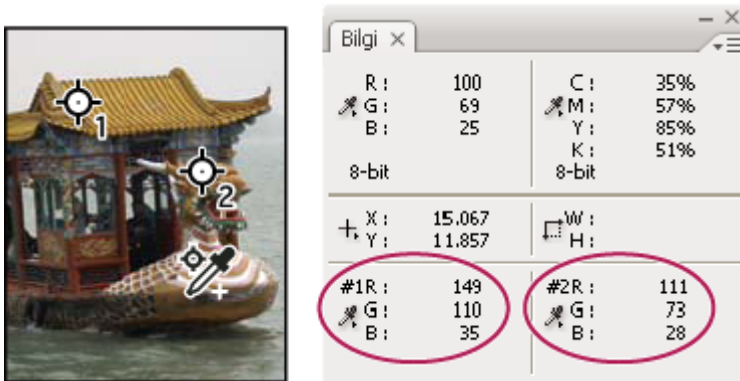 1
2
Bilgi
R : 100
G : 69
B : 25
8-bit
C : 35%
M : 57%
Y : 85%
K : 51%
8-bit
X : 15.067
Y : 11.857
W :
H :
#1R : 149
G : 110
B : 35
#2R : 111
G : 73
B : 28